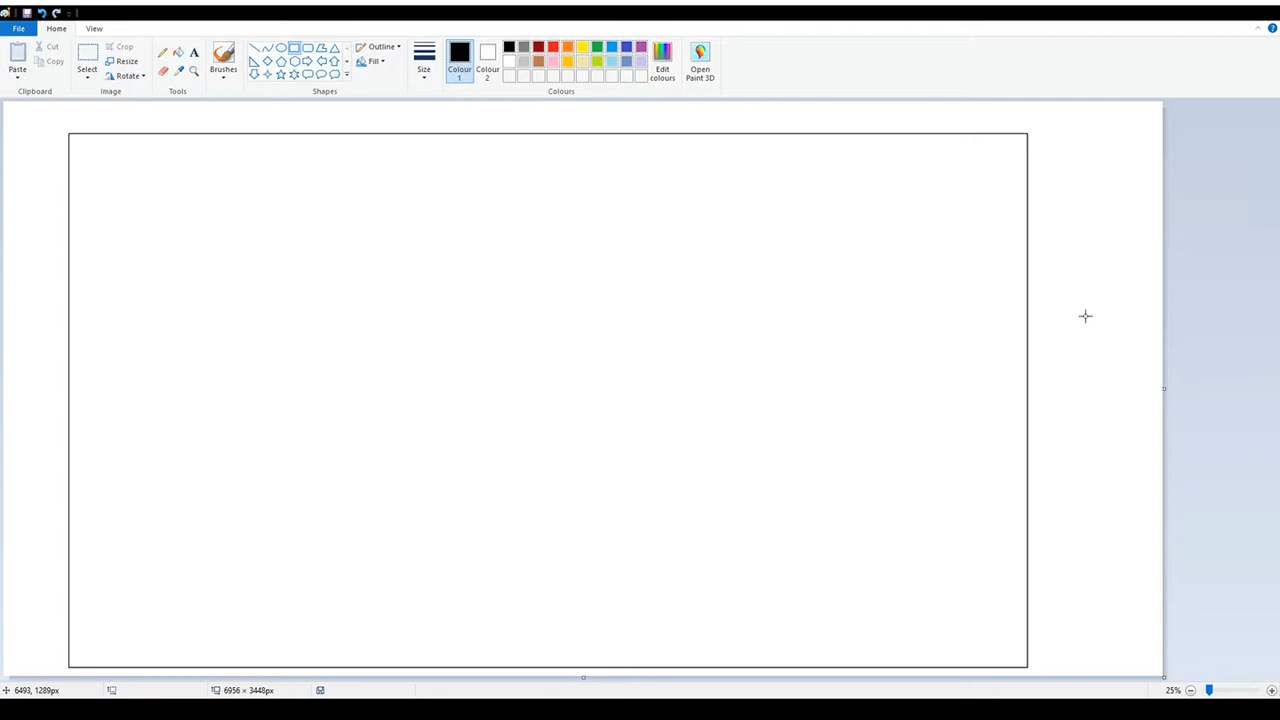 File Home View
Paste
Cut
Copy
Clipboard
Select
Crop
Resize
Rotate
Image
A
Tools
Brushes
Shapes
Outline
Fill
Size
Colour 1
Colour 2
Edit colours
Colours
Open Paint 3D
6493, 1289px 6956 × 3448px 25%